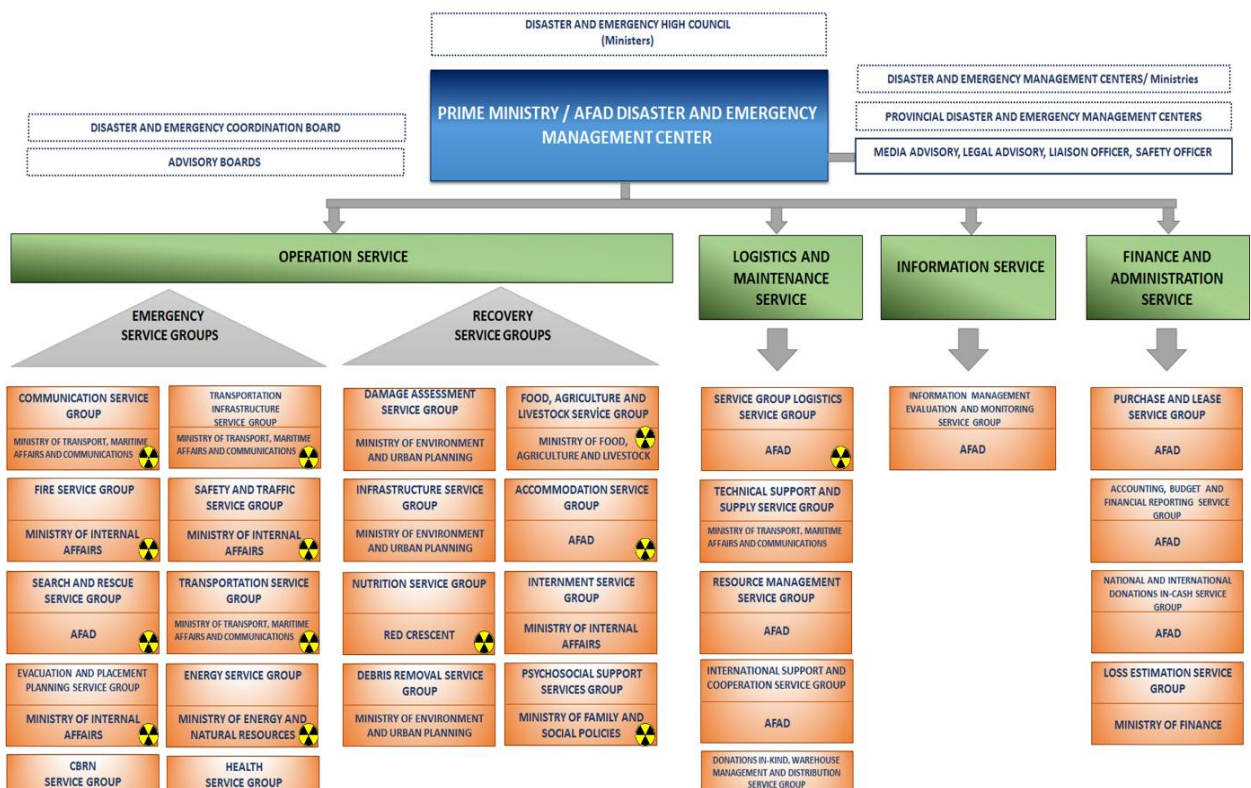 DISASTER AND EMERGENCY HIGH COUNCIL
(Ministers)
PRIME MINISTRY / AFAD DISASTER AND EMERGENCY
MANAGEMENT CENTER
DISASTER AND EMERGENCY MANAGEMENT CENTERS/ Ministries
PROVINCIAL DISASTER AND EMERGENCY MANAGEMENT CENTERS
MEDIA ADVISORY, LEGAL ADVISORY, LIAISON OFFICER, SAFETY OFFICER
DISASTER AND EMERGENCY COORDINATION BOARD
ADVISORY BOARDS
OPERATION SERVICE
LOGISTICS AND
MAINTENANCE
SERVICE
INFORMATION SERVICE
FINANCE AND
ADMINISTRATION
SERVICE
EMERGENCY
SERVICE GROUPS
RECOVERY
SERVICE GROUPS
COMMUNICATION SERVICE
GROUP
MINISTRY OF TRANSPORT, MARITIME
AFFAIRS AND COMMUNICATIONS
TRANSPORTATION
INFRASTRUCTURE
SERVICE GROUP
MINISTRY OF TRANSPORT, MARITIME
AFFAIRS AND COMMUNICATIONS
FIRE SERVICE GROUP
MINISTRY OF INTERNAL
AFFAIRS
SAFETY AND TRAFFIC
SERVICE GROUP
MINISTRY OF INTERNAL
AFFAIRS
SEARCH AND RESCUE
SERVICE GROUP
AFAD
TRANSPORTATION SERVICE
GROUP
MINISTRY OF TRANSPORT, MARITIME
AFFAIRS AND COMMUNICATIONS
EVACUATION AND PLACEMENT
PLANNING SERVICE GROUP
MINISTRY OF INTERNAL
AFFAIRS
ENERGY SERVICE GROUP
MINISTRY OF ENERGY AND
NATURAL RESOURCES
CBRN
SERVICE GROUP
HEALTH
SERVICE GROUP
DAMAGE ASSESSMENT
SERVICE GROUP
MINISTRY OF ENVIRONMENT
AND URBAN PLANNING
FOOD, AGRICULTURE AND
LIVESTOCK SERVICE GROUP
MINISTRY OF FOOD,
AGRICULTURE AND LIVESTOCK
INFRASTRUCTURE SERVICE
GROUP
MINISTRY OF ENVIRONMENT
AND URBAN PLANNING
ACCOMMODATION SERVICE
GROUP
AFAD
NUTRITION SERVICE GROUP
RED CRESCENT
INTERNMENT SERVICE
GROUP
MINISTRY OF INTERNAL
AFFAIRS
DEBRIS REMOVAL SERVICE
GROUP
MINISTRY OF ENVIRONMENT
AND URBAN PLANNING
PSYCHOSOCIAL SUPPORT
SERVICES GROUP
MINISTRY OF FAMILY AND
SOCIAL POLICIES
SERVICE GROUP LOGISTICS
SERVICE GROUP
AFAD
TECHNICAL SUPPORT AND
SUPPLY SERVICE GROUP
MINISTRY OF TRANSPORT, MARITIME
AFFAIRS AND COMMUNICATIONS
RESOURCE MANAGEMENT
SERVICE GROUP
AFAD
INTERNATIONAL SUPPORT AND
COOPERATION SERVICE GROUP
AFAD
DONATIONS IN-KIND, WAREHOUSE
MANAGEMENT AND DISTRIBUTION
SERVICE GROUP
INFORMATION MANAGEMENT
EVALUATION AND MONITORING
SERVICE GROUP
AFAD
PURCHASE AND LEASE
SERVICE GROUP
AFAD
ACCOUNTING, BUDGET AND
FINANCIAL REPORTING SERVICE
GROUP
AFAD
NATIONAL AND INTERNATIONAL
DONATIONS IN-CASH SERVICE
GROUP
AFAD
LOSS ESTIMATION SERVICE
GROUP
MINISTRY OF FINANCE